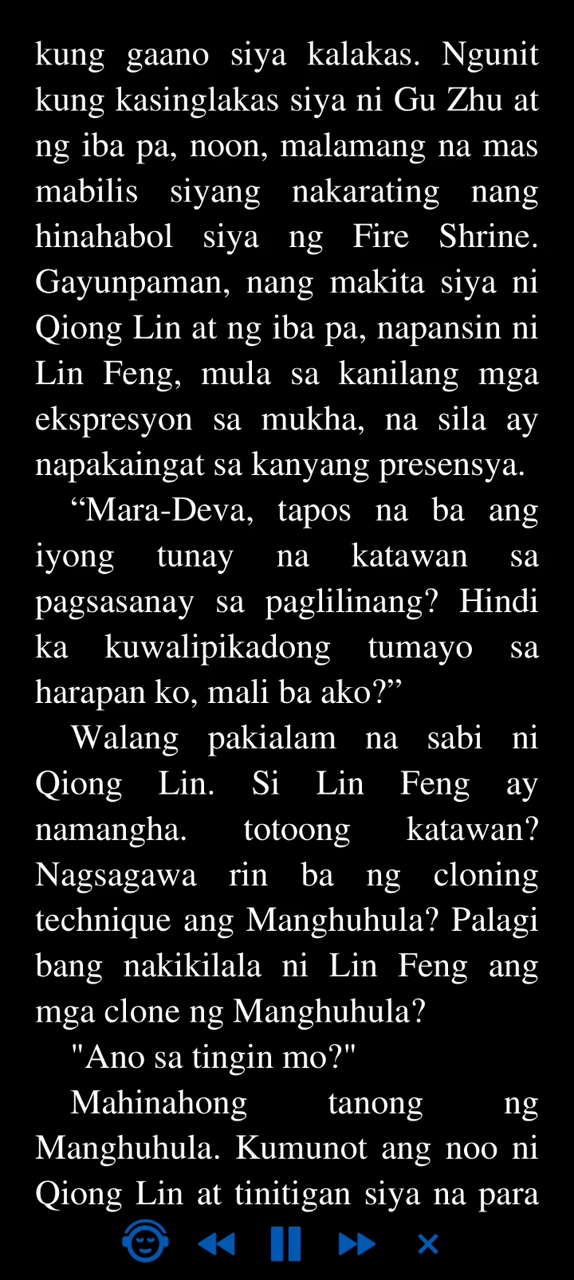 kung gaano siya kalakas. Ngunit
kung kasinglakas siya ni Gu Zhu at
ng iba pa, noon, malamang na mas
mabilis siyang nakarating nang
hinahabol siya ng Fire Shrine.
Gayunpaman, nang makita siya ni
Qiong Lin at ng iba pa, napansin ni
Lin Feng, mula sa kanilang mga
ekspresyon sa mukha, na sila ay
napakaingat sa kanyang presensya.
“Mara-Deva, tapos na ba ang
iyong tunay na katawan sa
pagsasanay sa paglilinang? Hindi
ka kuwalipikadong tumayo sa
harapan ko, mali ba ako?”
Walang pakialam na sabi ni
Qiong Lin. Si Lin Feng ay
namangha. totoong katawan?
Nagsagawa rin ba ng cloning
technique ang Manghuhula? Palagi
bang nakikilala ni Lin Feng ang
mga clone ng Manghuhula?
"Ano sa tingin mo?"
Mahinahong tanong ng
Manghuhula. Kumunot ang noo ni
Qiong Lin at tinitigan siya na para